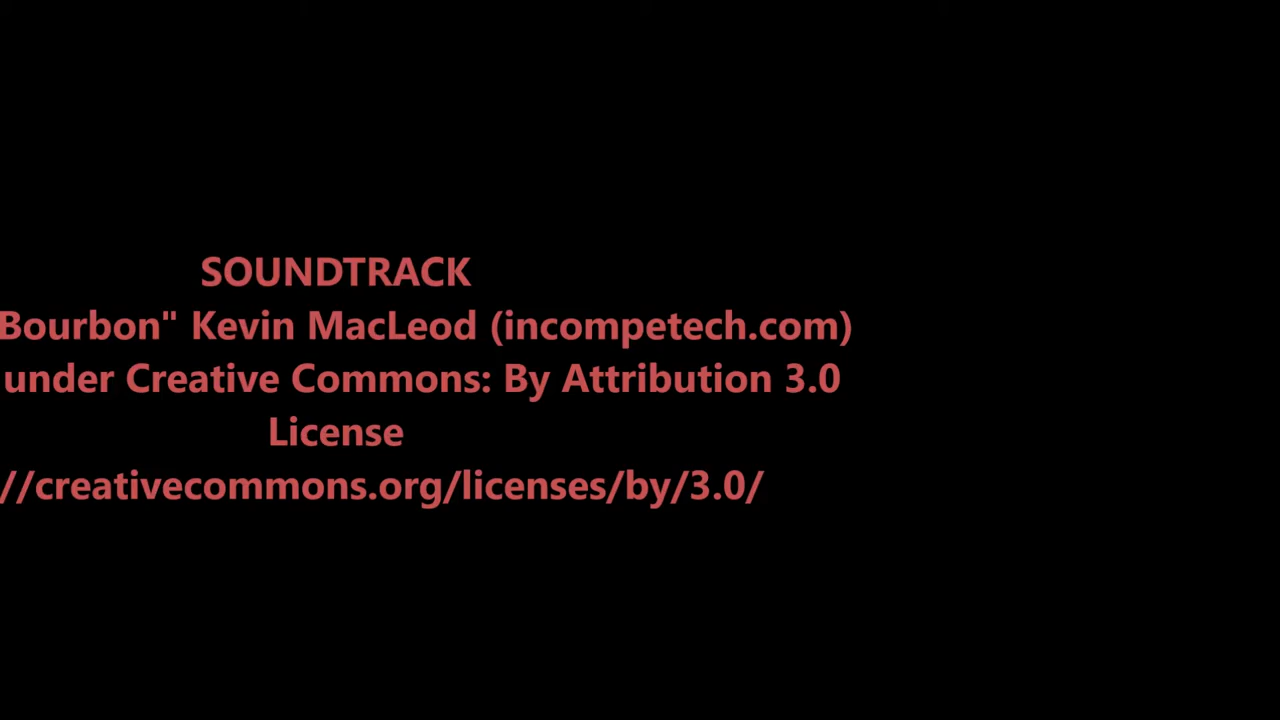 SOUNDTRACK
Bourbon" Kevin MacLeod (incompetech.com)
under Creative Commons: By Attribution 3.0
License
//creativecommons.org/licenses/by/3.0/